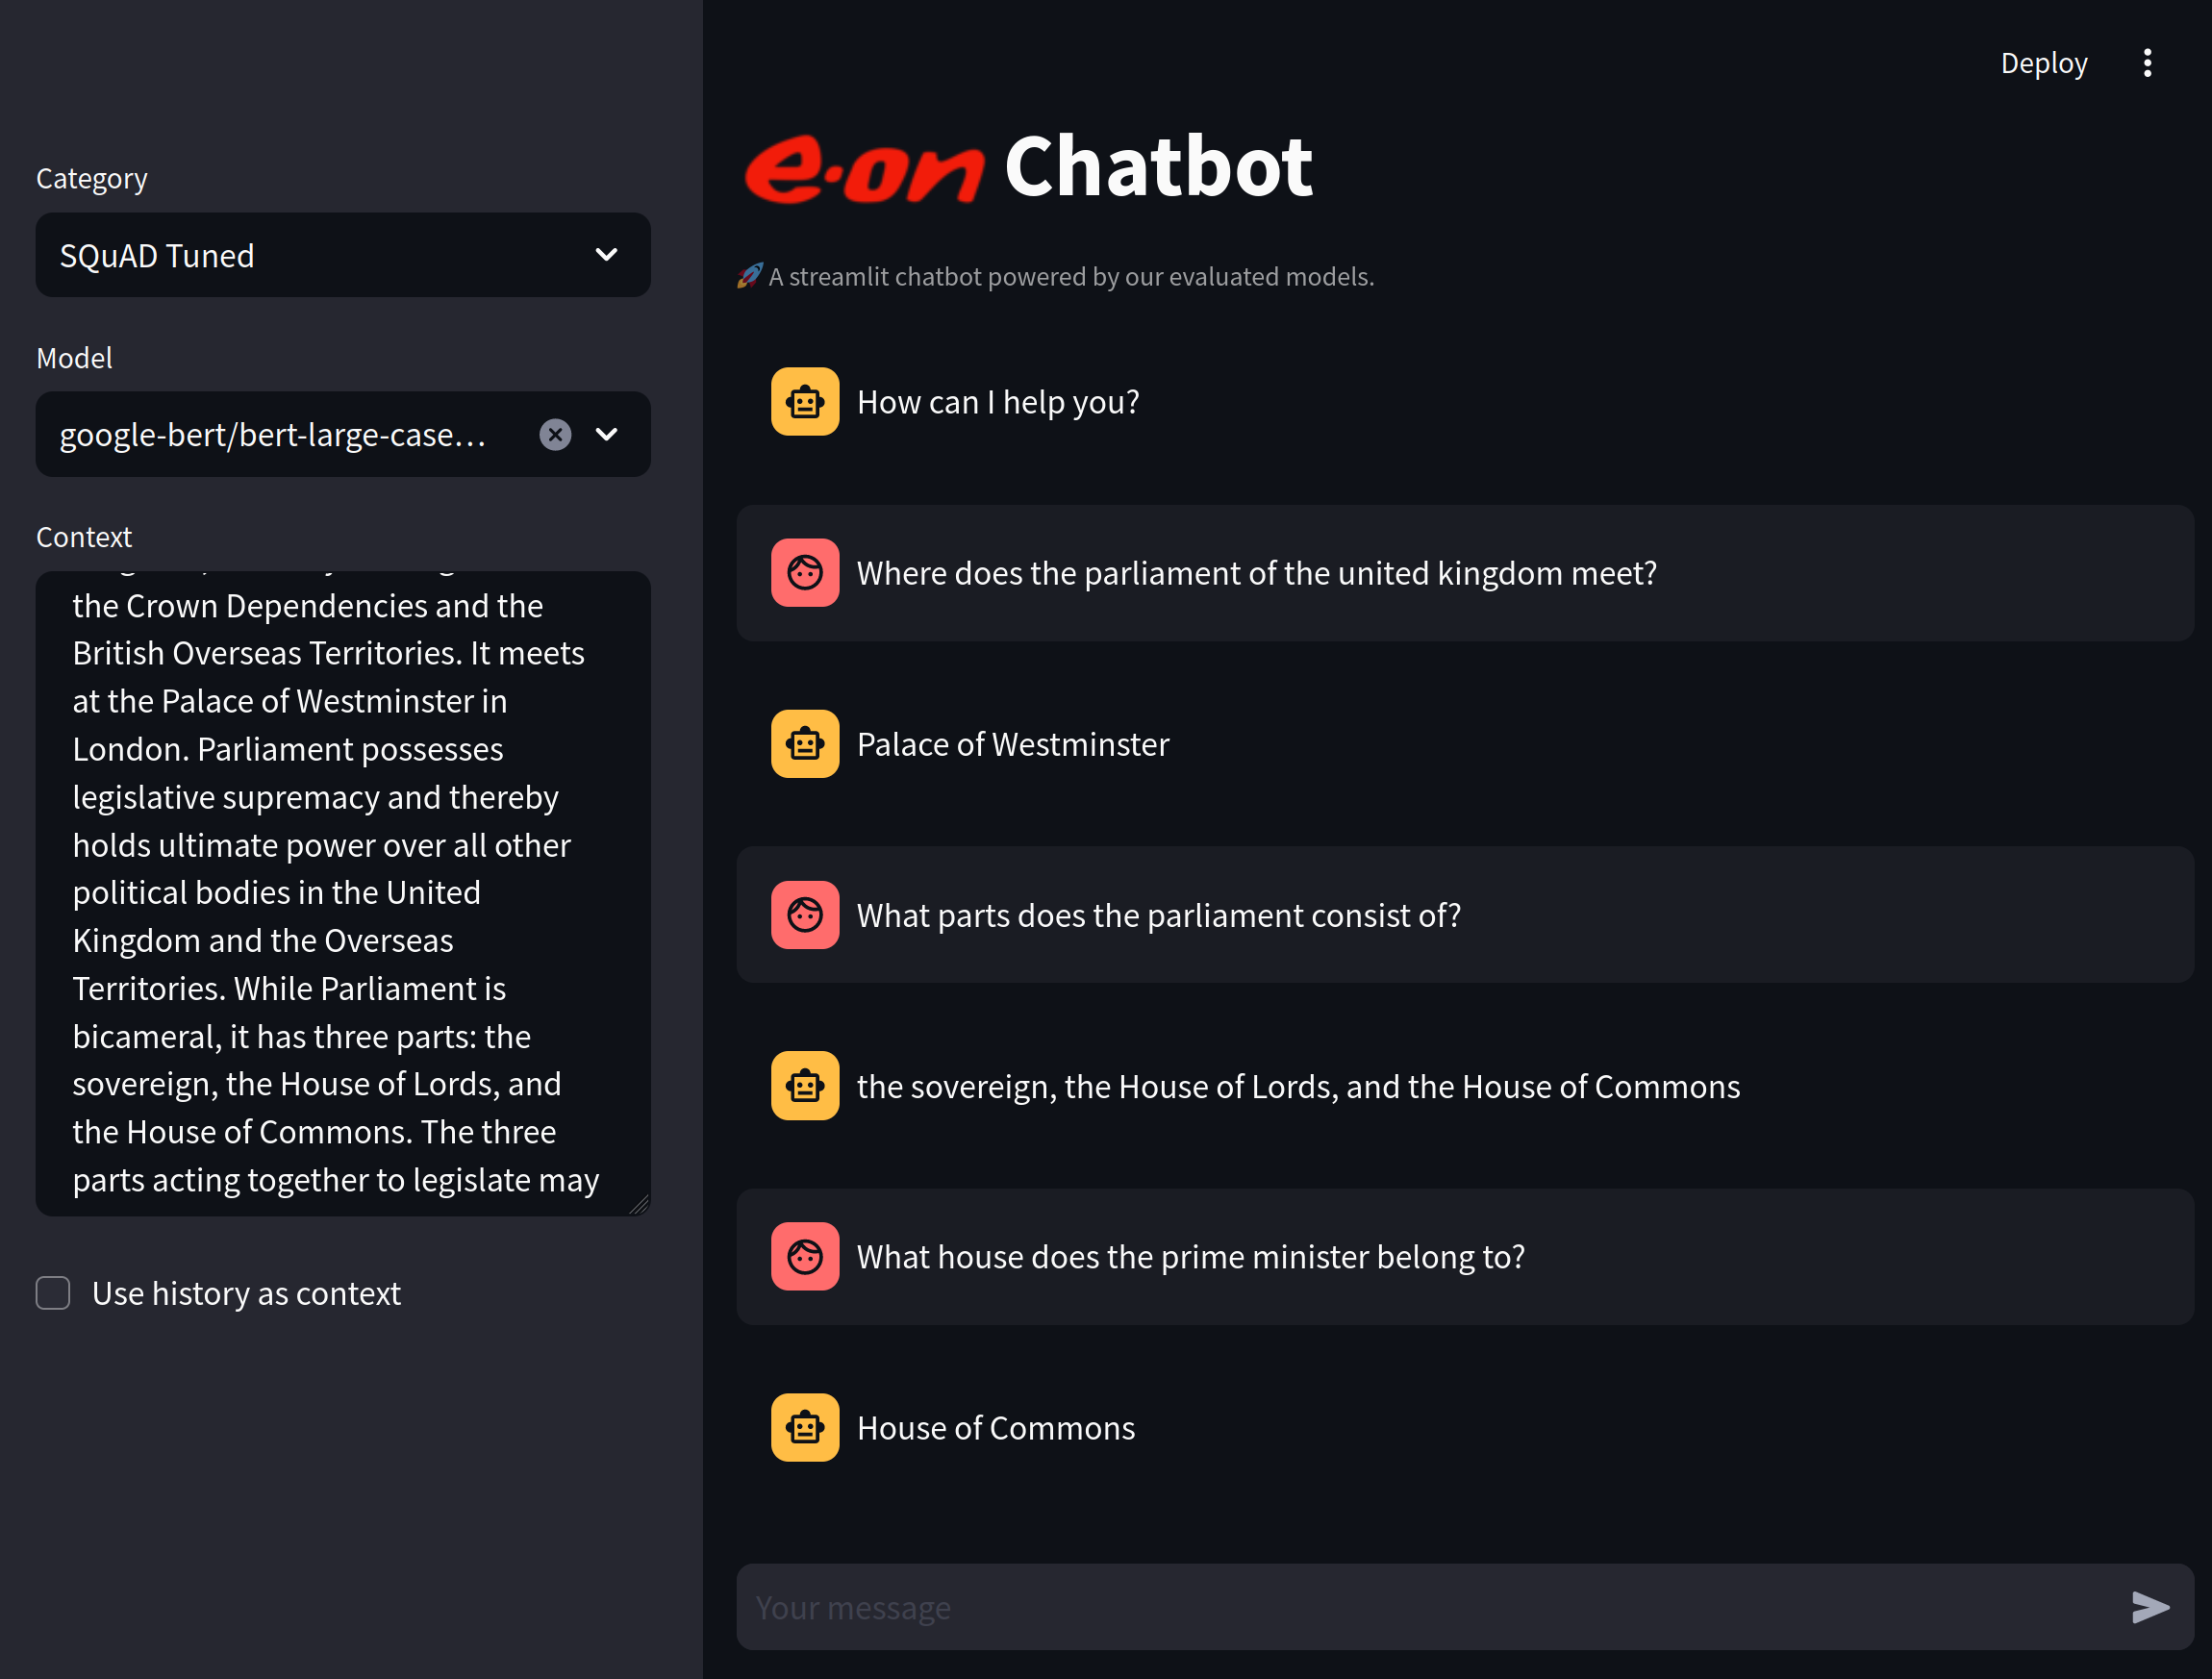 Deploy
Category
SQuAD Tuned
Model
google-bert/bert-large-case...
Context
the Crown Dependencies and the
British Overseas Territories. It meets
at the Palace of Westminster in
London. Parliament possesses
legislative supremacy and thereby
holds ultimate power over all other
political bodies in the United
Kingdom and the Overseas
Territories. While Parliament is
bicameral, it has three parts: the
sovereign, the House of Lords, and
the House of Commons. The three
parts acting together to legislate may
Use history as context
e·on Chatbot
A streamlit chatbot powered by our evaluated models.
How can I help you?
Where does the parliament of the united kingdom meet?
Palace of Westminster
What parts does the parliament consist of?
the sovereign, the House of Lords, and the House of Commons
What house does the prime minister belong to?
House of Commons
Your message